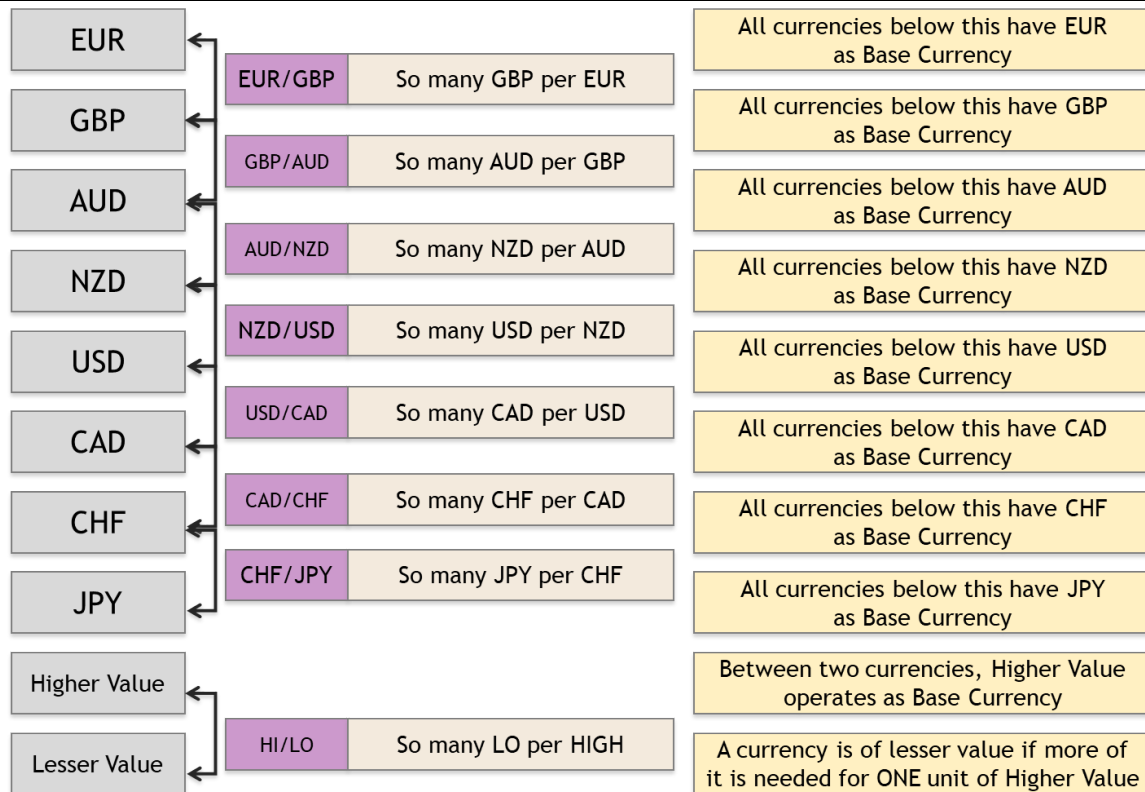 EUR
All currencies below this have EUR
as Base Currency
EUR/GBP
So many GBP per EUR
GBP
All currencies below this have GBP
as Base Currency
GBP/AUD
So many AUD per GBP
AUD
All currencies below this have AUD
as Base Currency
AUD/NZD
So many NZD per AUD
NZD
All currencies below this have NZD
as Base Currency
NZD/USD
So many USD per NZD
USD
All currencies below this have USD
as Base Currency
USD/CAD
So many CAD per USD
CAD
All currencies below this have CAD
as Base Currency
CAD/CHF
So many CHF per CAD
CHF
All currencies below this have CHF
as Base Currency
CHF/JPY
So many JPY per CHF
JPY
All currencies below this have JPY
as Base Currency
Higher Value
Between two currencies, Higher Value
operates as Base Currency
HI/LO
So many LO per HIGH
Lesser Value
A currency is of lesser value if more of
it is needed for ONE unit of Higher Value